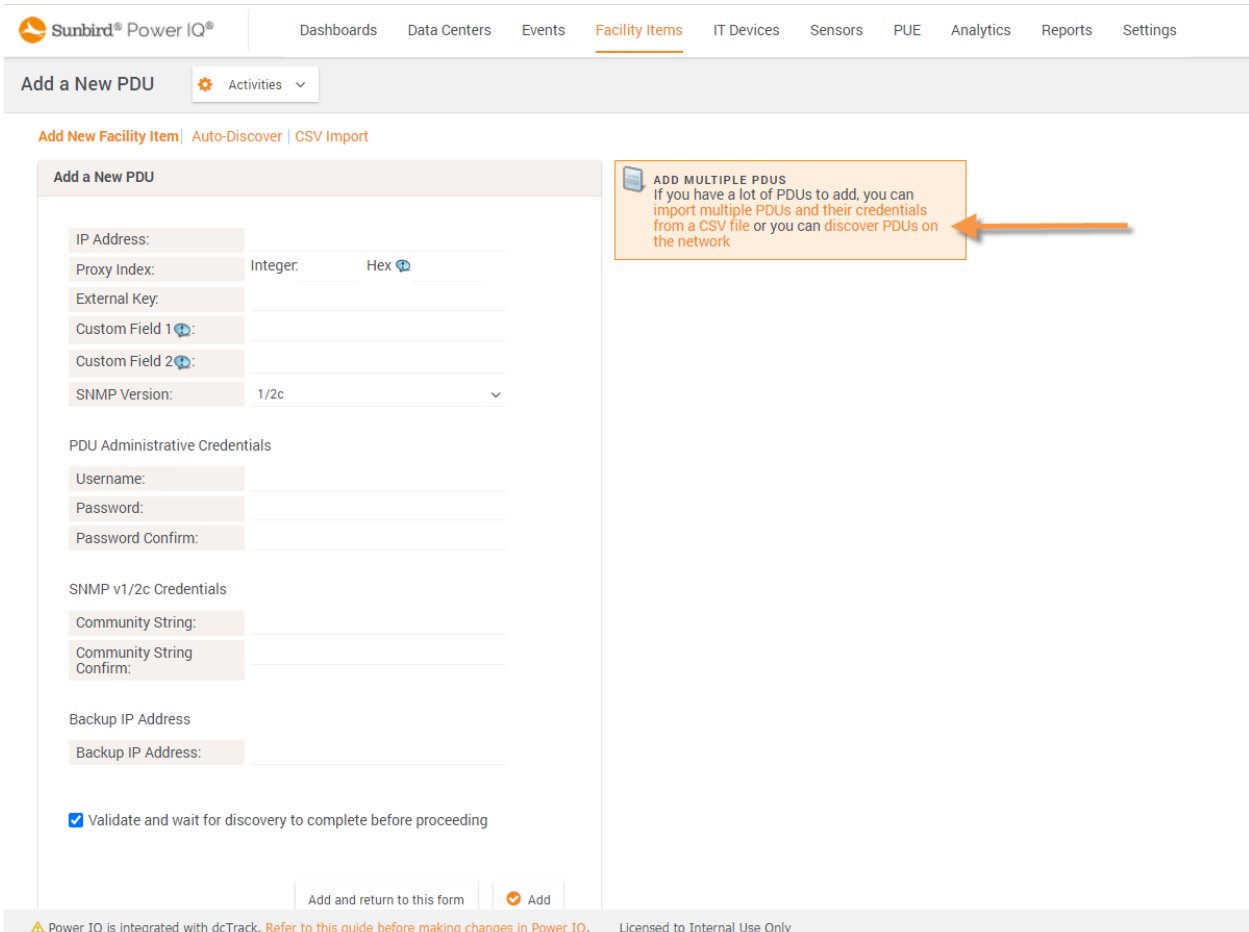 Sunbird® Power IQ®
Dashboards Data Centers Events Facility Items IT Devices Sensors PUE Analytics Reports Settings
Add a New PDU Activities
Add New Facility Item | Auto-Discover | CSV Import
Add a New PDU
IP Address:
Proxy Index: Integer: Hex
External Key:
Custom Field 1:
Custom Field 2:
SNMP Version: 1/2c
PDU Administrative Credentials
Username:
Password:
Password Confirm:
SNMP v1/2c Credentials
Community String:
Community String
Confirm:
Backup IP Address
Backup IP Address:
Validate and wait for discovery to complete before proceeding
Add and return to this form Add
ADD MULTIPLE PDUS
If you have a lot of PDUs to add, you can
import multiple PDUs and their credentials
from a CSV file or you can discover PDUs on
the network
Power IQ is integrated with dcTrack. Refer to this guide before making changes in Power IQ. Licensed to Internal Use Only